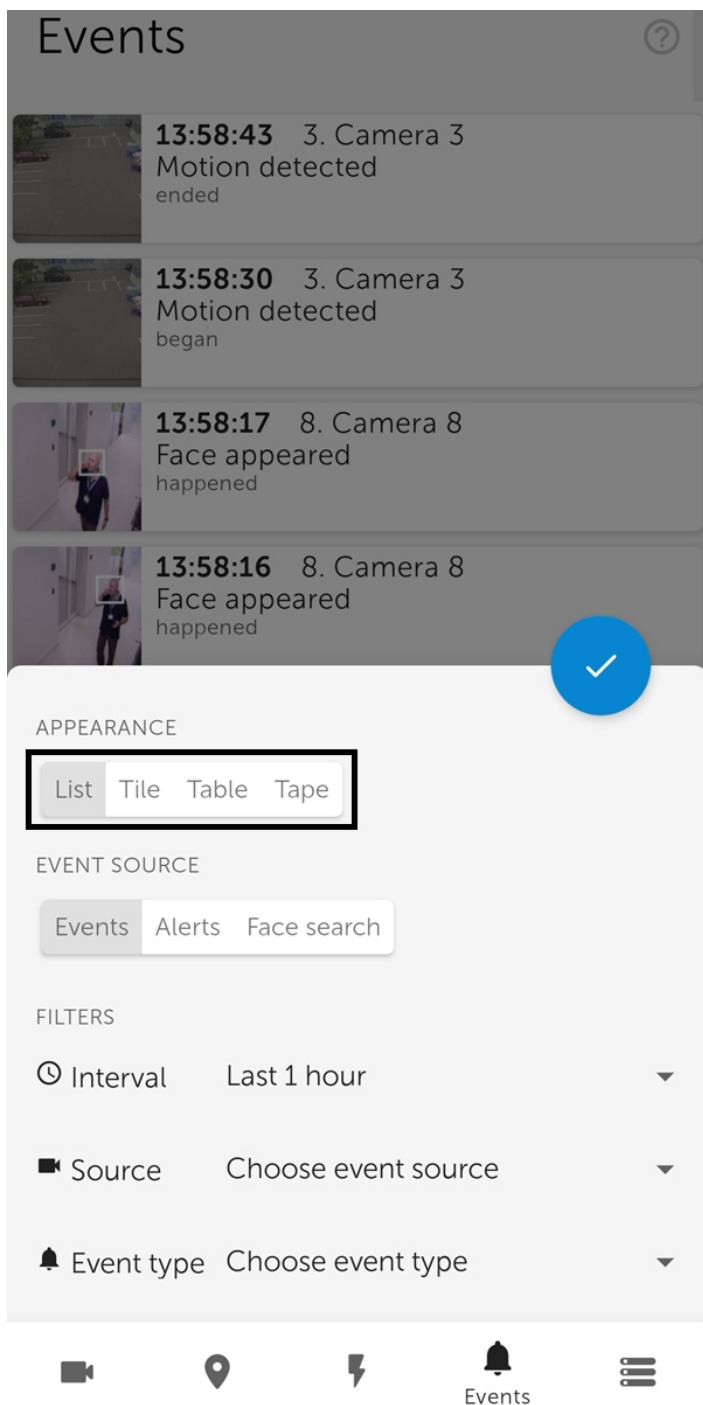 Events
13:58:43 3. Camera 3
Motion detected
ended
13:58:30 3. Camera 3
Motion detected
began
13:58:17 8. Camera 8
Face appeared
happened
13:58:16 8. Camera 8
Face appeared
happened
APPEARANCE
List Tile Table Tape
EVENT SOURCE
Events Alerts Face search
FILTERS
Interval Last 1 hour
Source Choose event source
Event type Choose event type
Events